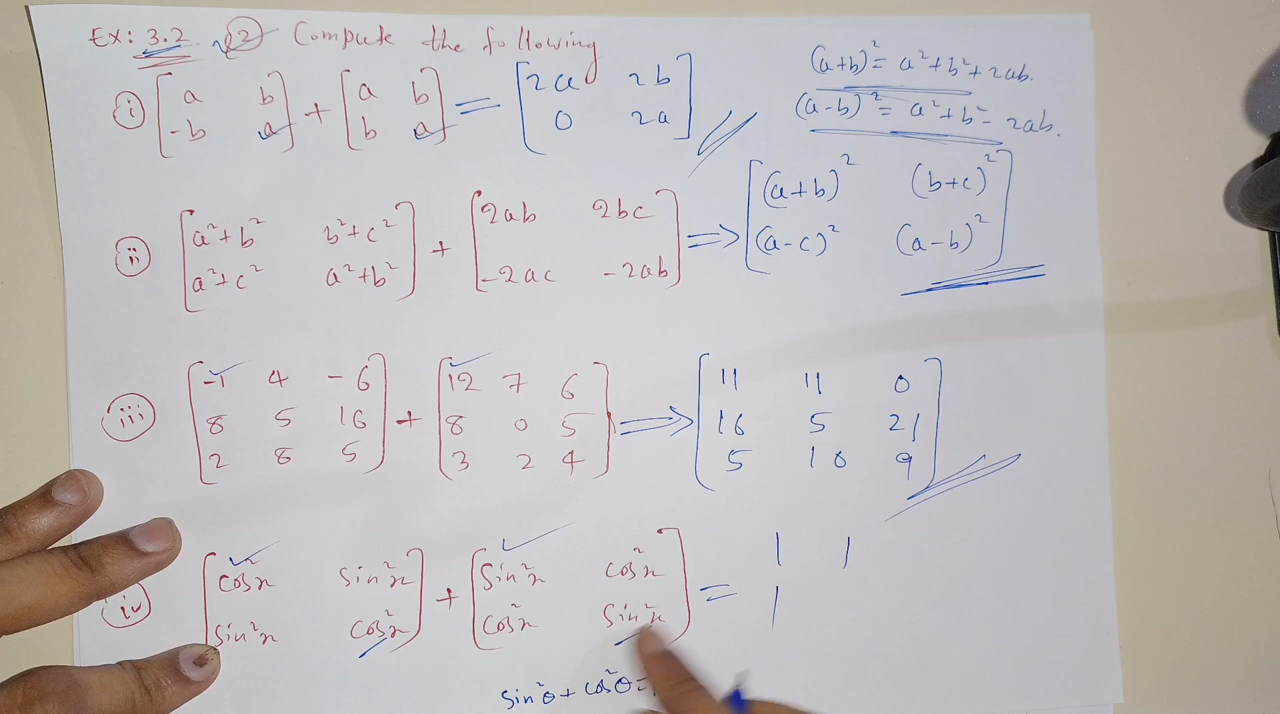 Ex: 3.2 (2) Compute the following
(i) [a b; -b a] + [a b; b a] = [2a 2b; 0 2a]
(a+b)² = a²+b²+2ab.
(a-b)² = a²+b²-2ab.
(ii) [a²+b² b²+c²; a²+c² a²+b²] + [2ab 2bc; -2ac -2ab] ⇒ [(a+b)² (b+c)²; (a-c)² (a-b)²]
(iii) [-1 4 -6; 8 5 16; 2 8 5] + [12 7 6; 8 0 5; 3 2 4] ⇒ [11 11 0; 16 5 21; 5 10 9]
(iv) [cos²x sin²x; sin²x cos²x] + [sin²x cos²x; cos²x sin²x] = 1 1; 1
sin²θ + cos²θ =